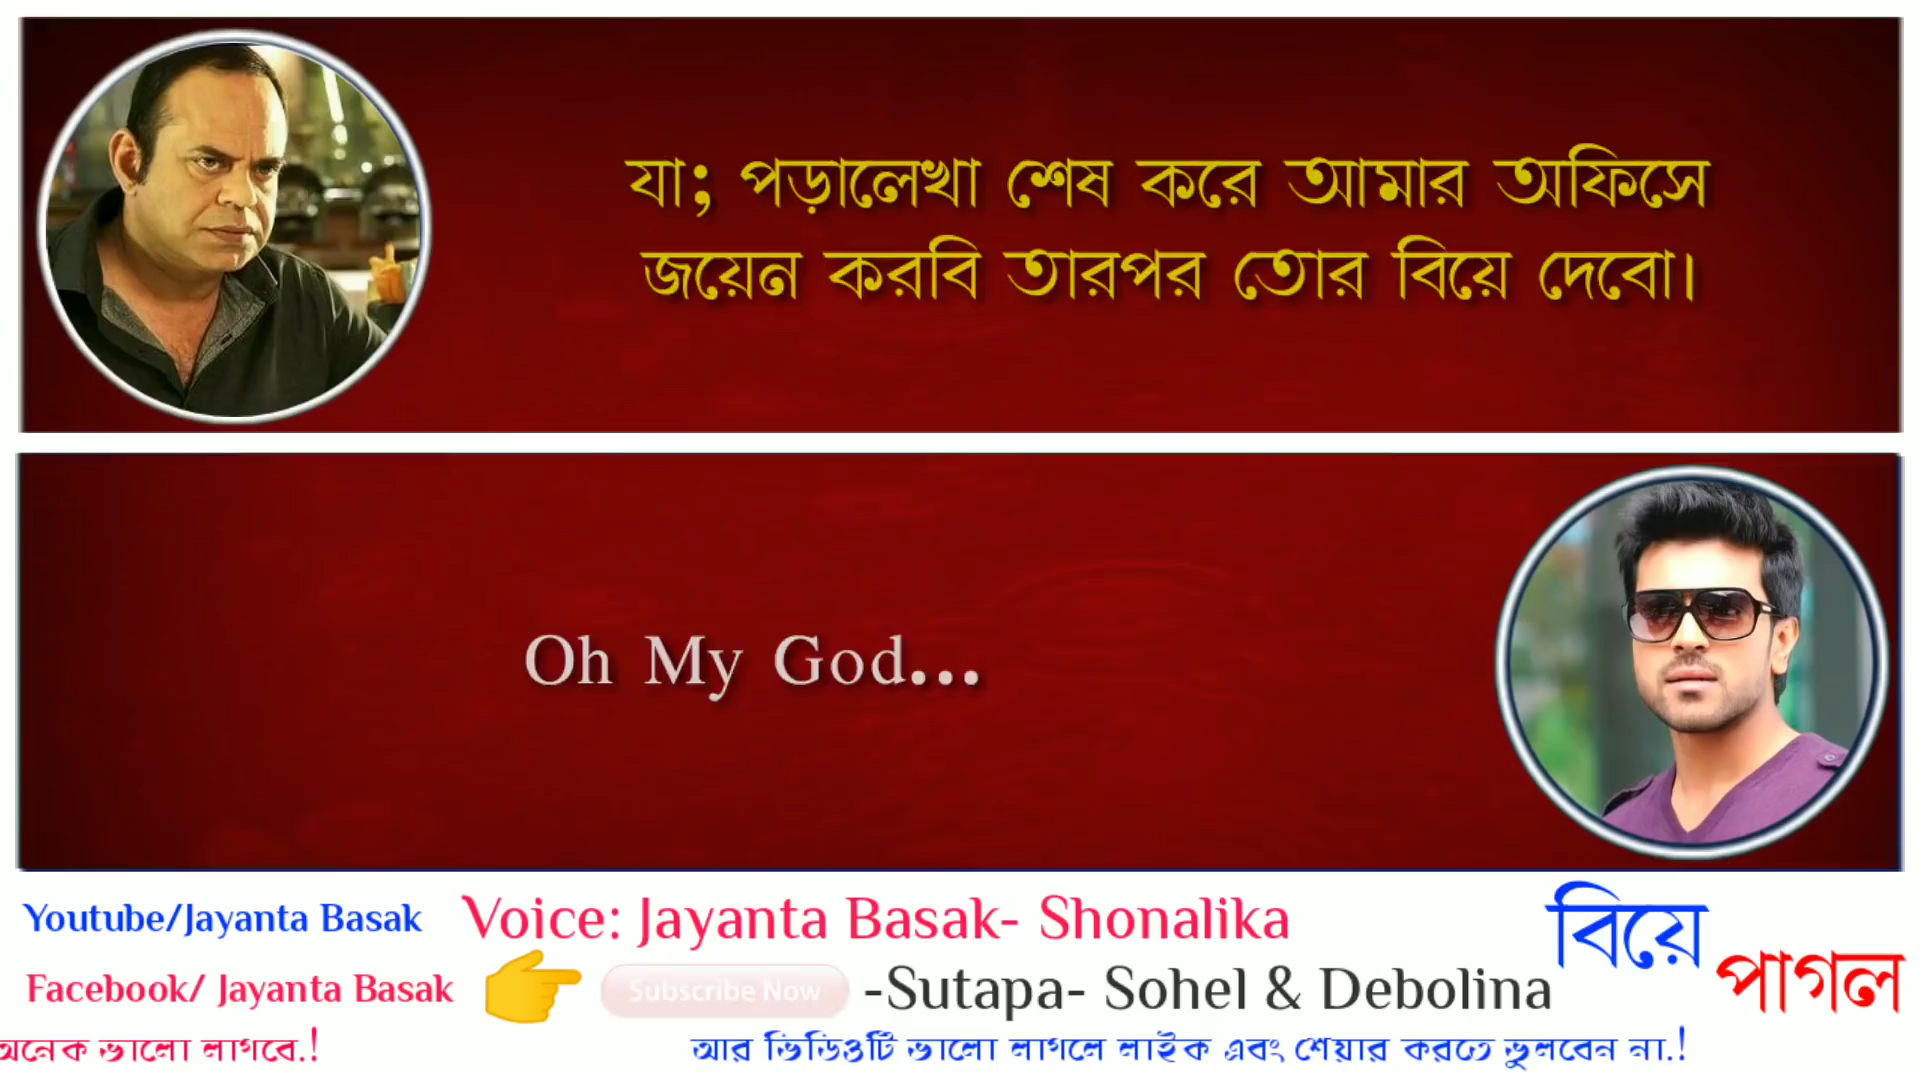 যা; পড়ালেখা শেষ করে আমার অফিসে
জয়েন করবি তারপর তোর বিয়ে দেবো।
Oh My God...
Youtube/Jayanta Basak
Voice: Jayanta Basak- Shonalika
বিয়ে
পাগল
Facebook/ Jayanta Basak
Subscribe Now
-Sutapa- Sohel & Debolina
অনেক ভালো লাগবে.!
আর ভিডিওটি ভালো লাগলে লাইক এবং শেয়ার করতে ভুলবেন না.!